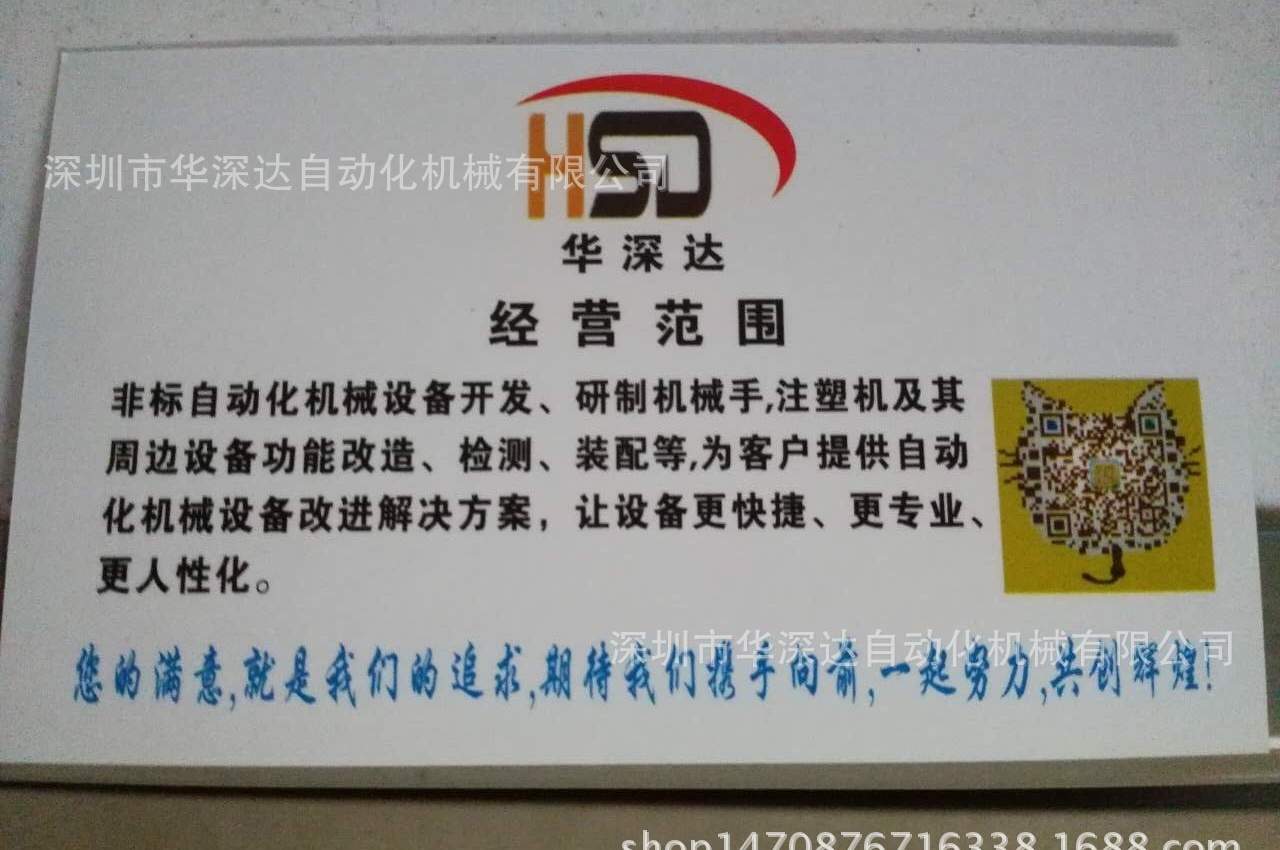 HSD
深圳市华深达自动化机械有限公司
华深达
经营范围
非标自动化机械设备开发、研制机械手,注塑机及其
周边设备功能改造、检测、装配等,为客户提供自动
化机械设备改进解决方案，让设备更快捷、更专业、
更人性化。
深圳市华深达自动化机械有限公司
您的满意,就是我们的追求,期待我们携手向前,一起努力,共创辉煌!
shop1470876716338.1688.com